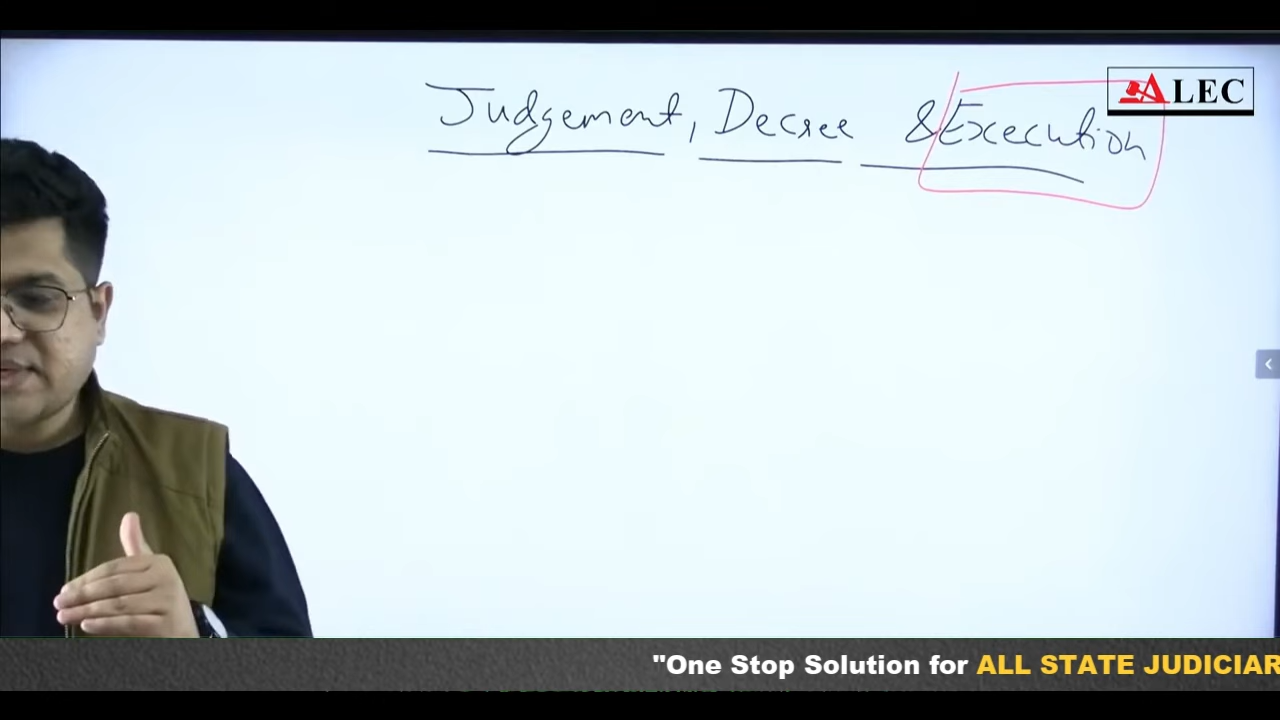 Judgement, Decree & Execution
ALEC
"One Stop Solution for ALL STATE JUDICIAR